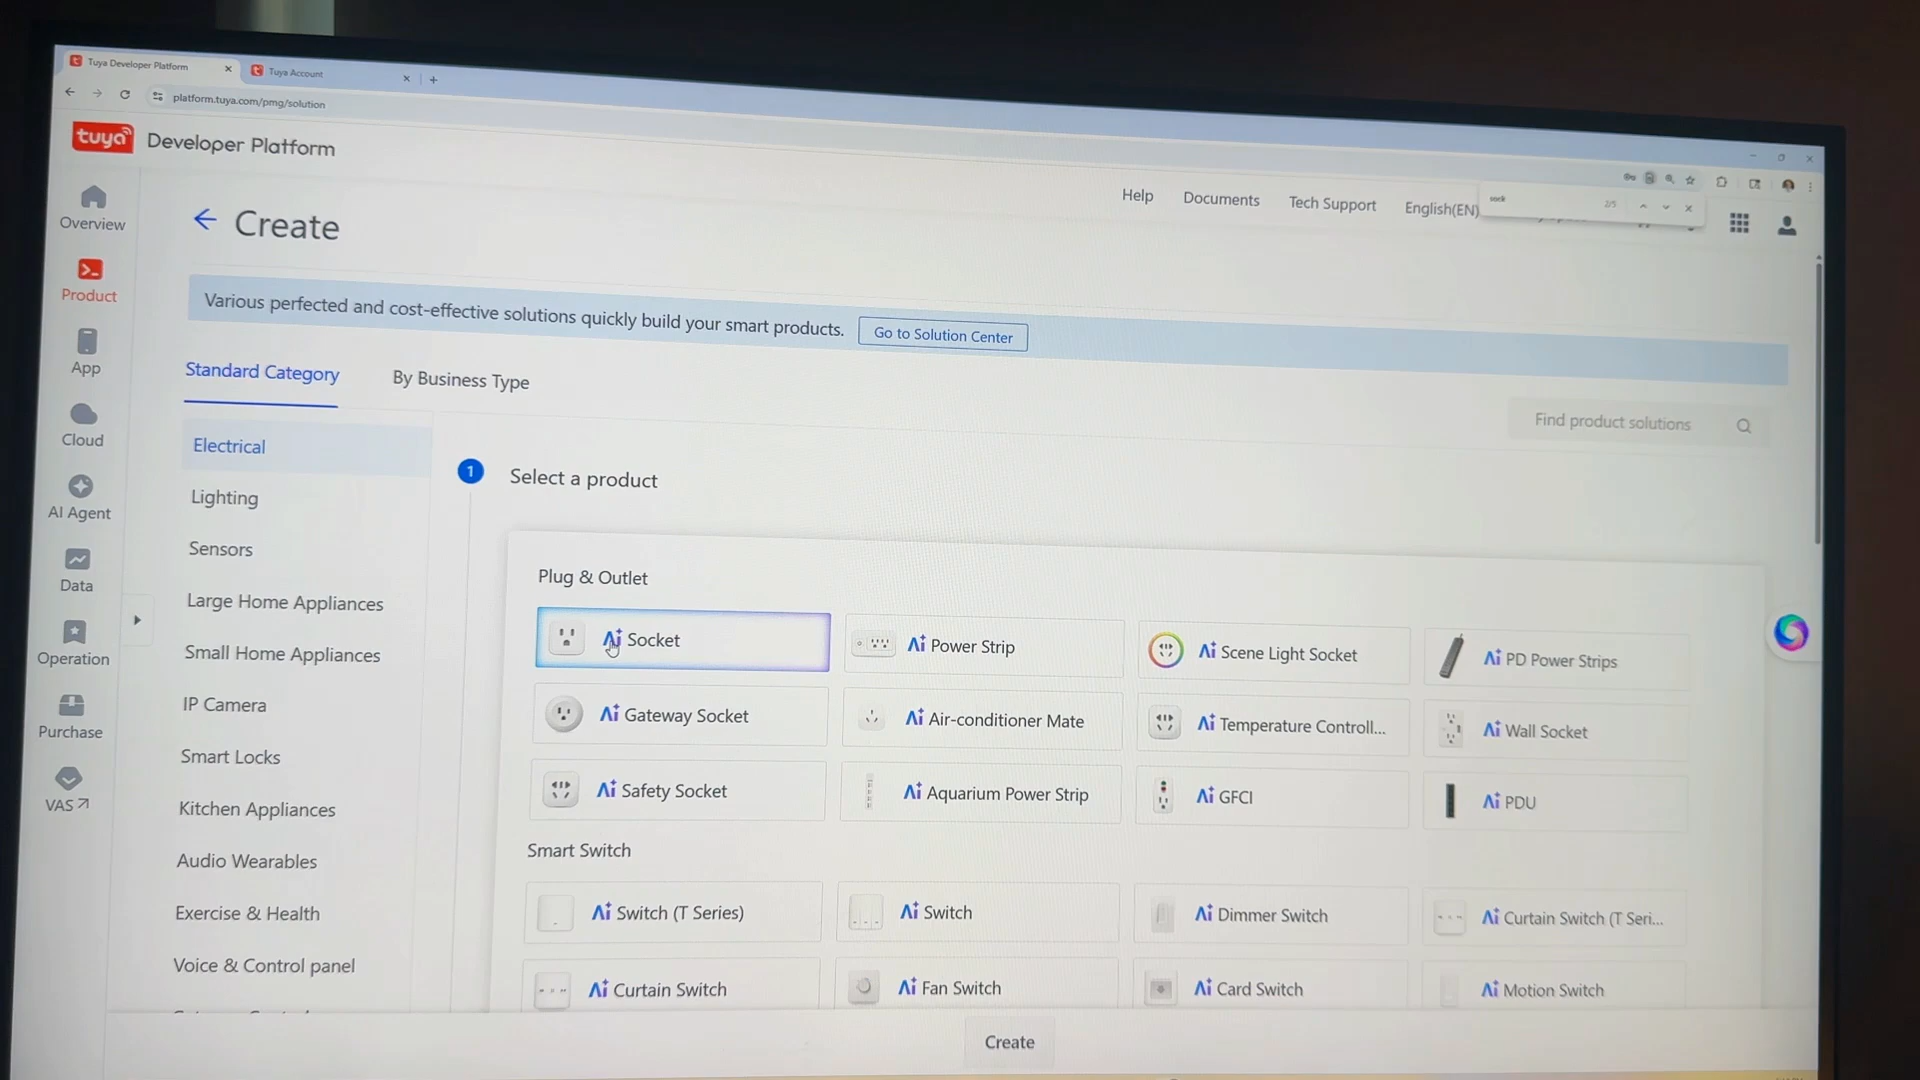 Tuya Developer Platform
Tuya Account
platform.tuya.com/pmg/solution
tuya Developer Platform
Help
Documents
Tech Support
English(EN)
sock
2/5
Overview
Product
App
Cloud
AI Agent
Data
Operation
Purchase
VAS
Create
Various perfected and cost-effective solutions quickly build your smart products.
Go to Solution Center
Standard Category
By Business Type
Find product solutions
Electrical
Lighting
Sensors
Large Home Appliances
Small Home Appliances
IP Camera
Smart Locks
Kitchen Appliances
Audio Wearables
Exercise & Health
Voice & Control panel
1 Select a product
Plug & Outlet
Ai Socket
Ai Power Strip
Ai Scene Light Socket
Ai PD Power Strips
Ai Gateway Socket
Ai Air-conditioner Mate
Ai Temperature Controll...
Ai Wall Socket
Ai Safety Socket
Ai Aquarium Power Strip
Ai GFCI
Ai PDU
Smart Switch
Ai Switch (T Series)
Ai Switch
Ai Dimmer Switch
Ai Curtain Switch (T Seri...
Ai Curtain Switch
Ai Fan Switch
Ai Card Switch
Ai Motion Switch
Create